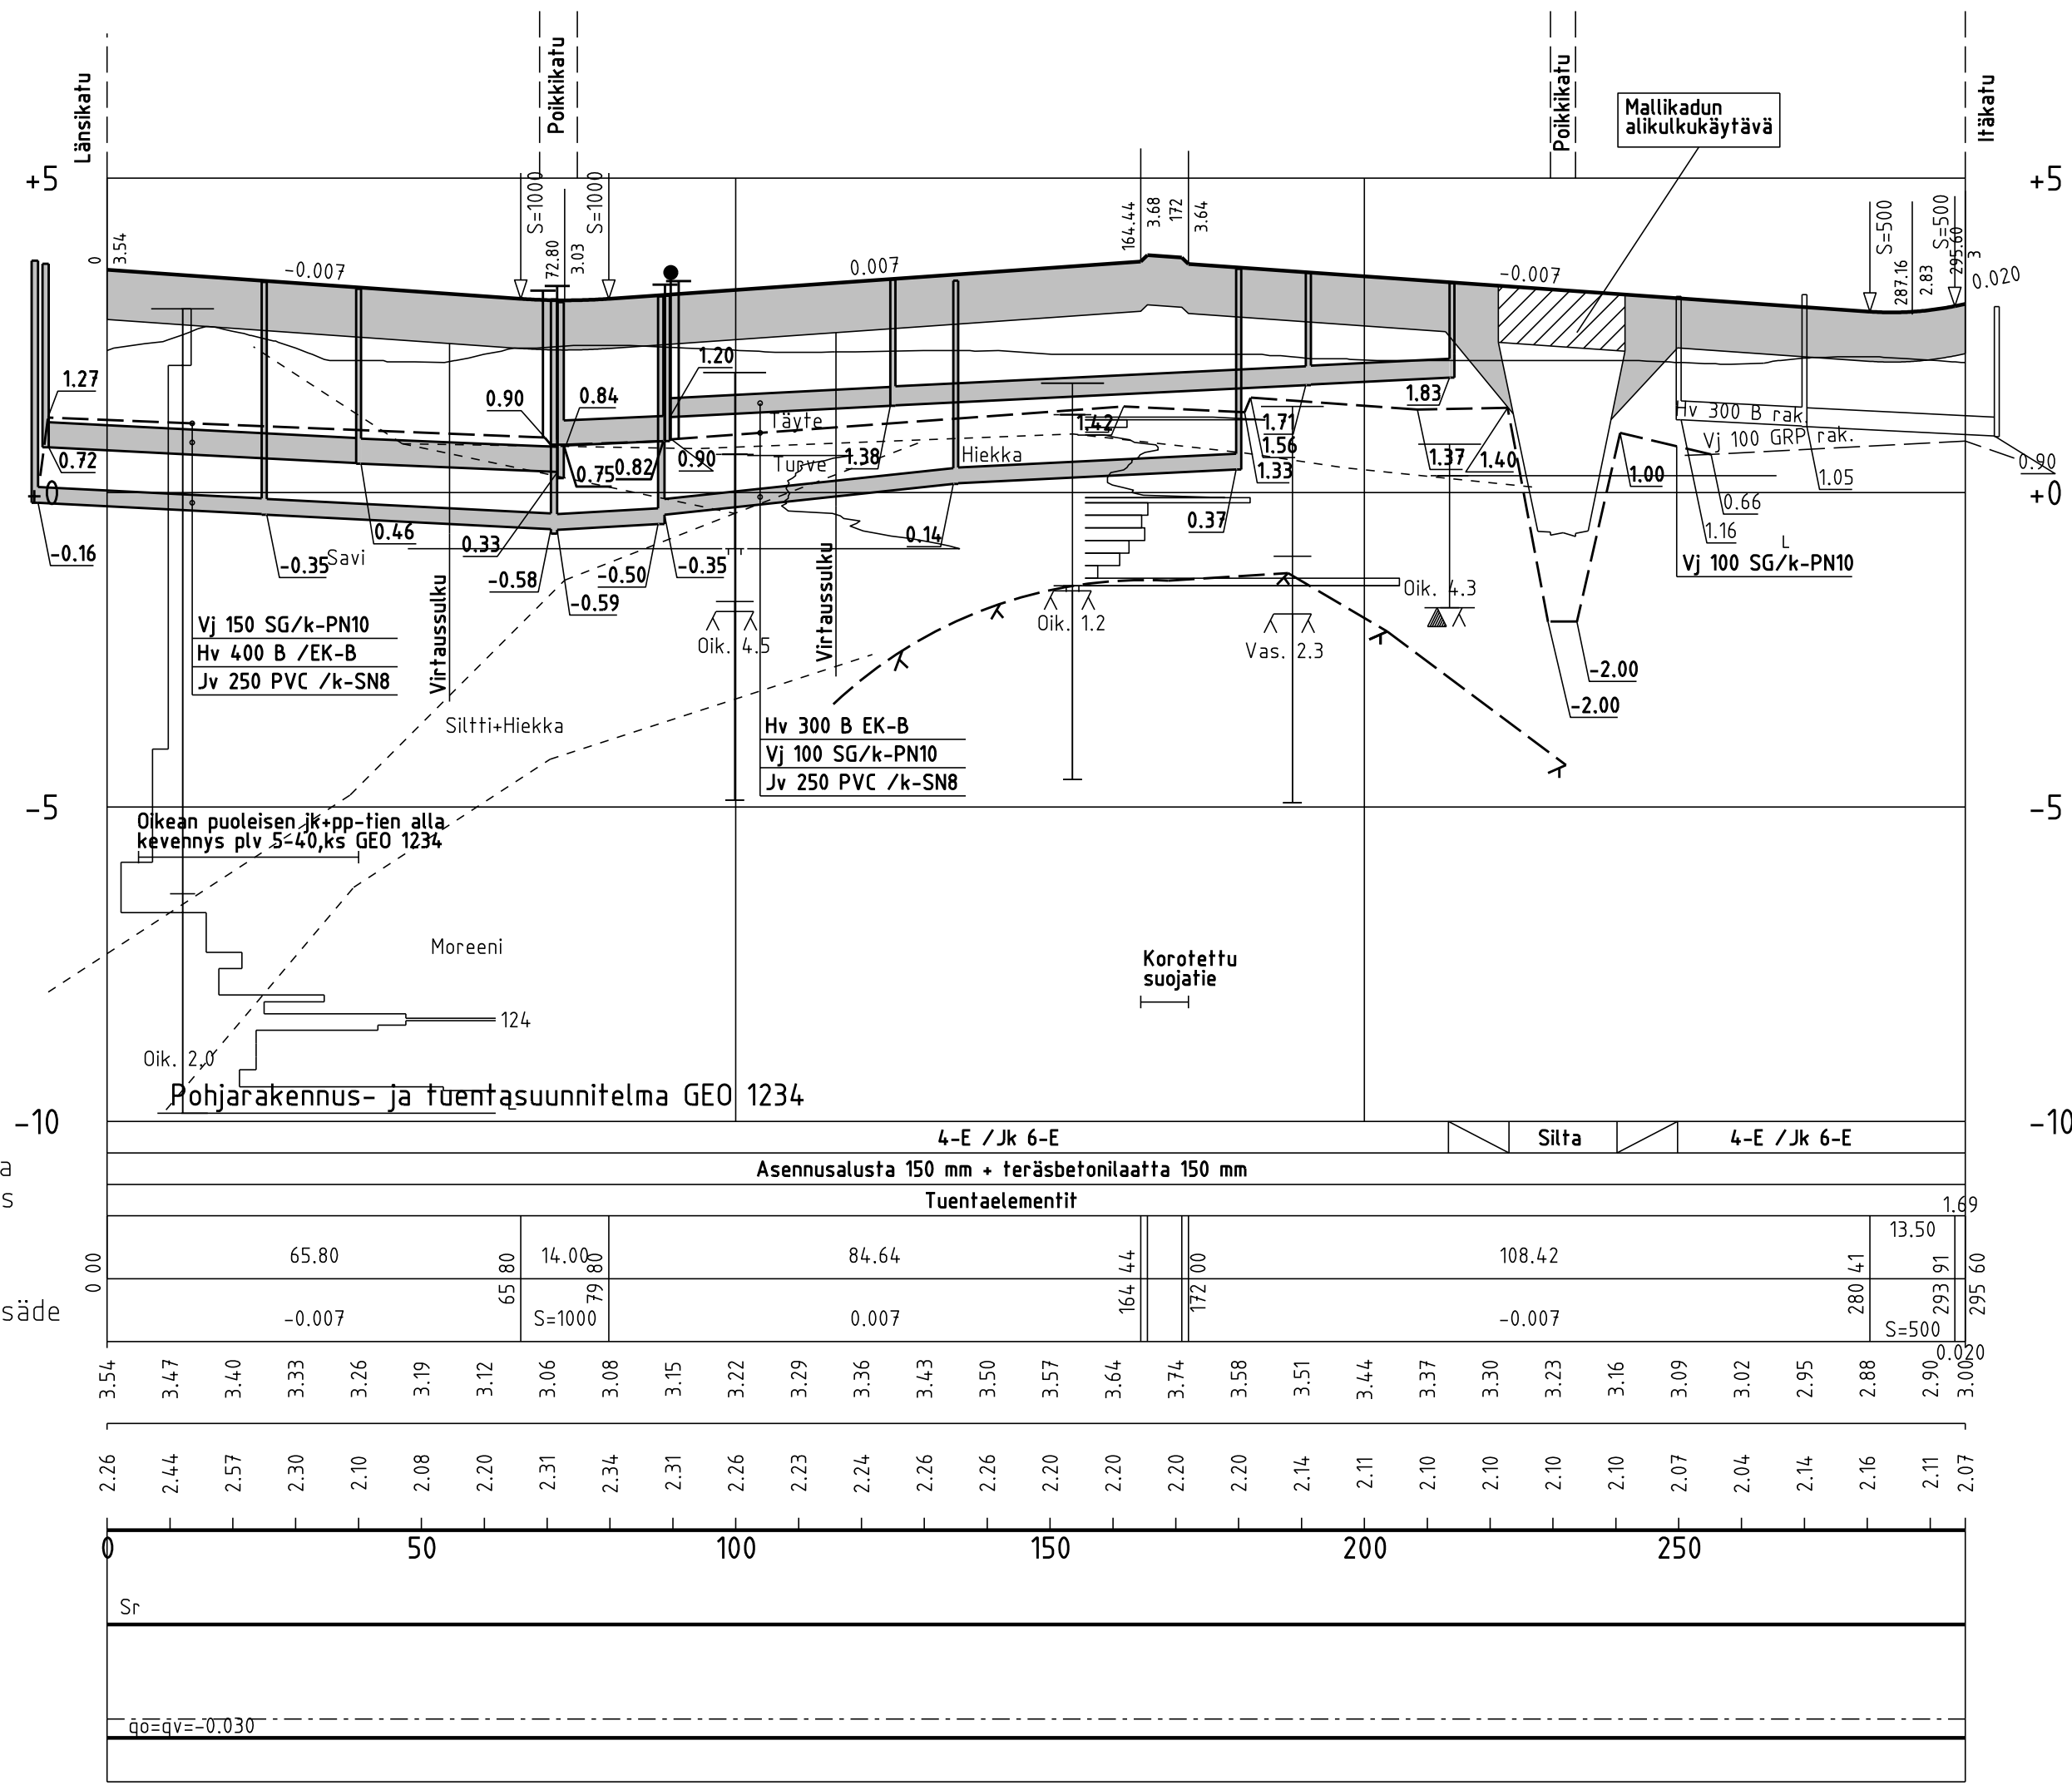 Länsikatu
Poikkikatu
Poikkikatu
Itäkatu
Mallikadun
alikulkukäytävä
+5
+5
0
3.54
-0.007
S=1000
72.80
3.03
S=1000
0.007
164.44
3.68
172
3.64
-0.007
S=500
287.16
2.83
S=500
295.60
3
0.020
1.27
0.72
0.90
0.84
1.20
0.75
0.82
0.90
Täyte
Turve
1.38
Hiekka
1.42
1.71
1.56
1.33
1.83
1.37
1.40
Hv 300 B rak.
Vj 100 GRP rak.
1.00
1.05
0.90
0.66
1.16
L
Vj 100 SG/k-PN10
+0
+0
-0.16
-0.35
Savi
0.46
0.33
-0.58
-0.59
-0.50
-0.35
0.14
0.37
Virtaussulku
Virtaussulku
Oik. 4.5
Oik. 1.2
Vas. 2.3
Oik. 4.3
-2.00
-2.00
Vj 150 SG/k-PN10
Hv 400 B /EK-B
Jv 250 PVC /k-SN8
Siltti+Hiekka
Hv 300 B EK-B
Vj 100 SG/k-PN10
Jv 250 PVC /k-SN8
-5
-5
Oikean puoleisen jk+pp-tien alla
kevennys plv 5-40,ks GEO 1234
Moreeni
Korotettu
suojatie
124
Oik. 2.0
Pohjarakennus- ja tuentasuunnitelma GEO 1234
L
-10
-10
4-E /Jk 6-E
Silta
4-E /Jk 6-E
a
Asennusalusta 150 mm + teräsbetonilaatta 150 mm
s
Tuentaelementit
1.69
0 00
65.80
65 80
14.00
79 80
84.64
164 44
172 00
108.42
280 41
13.50
293 91
295 60
säde
-0.007
S=1000
0.007
-0.007
S=500
0.020
3.54 3.47 3.40 3.33 3.26 3.19 3.12 3.06 3.08 3.15 3.22 3.29 3.36 3.43 3.50 3.57 3.64 3.74 3.58 3.51 3.44 3.37 3.30 3.23 3.16 3.09 3.02 2.95 2.88 2.90 3.00
2.26 2.44 2.57 2.30 2.10 2.08 2.20 2.31 2.34 2.31 2.26 2.23 2.24 2.26 2.26 2.20 2.20 2.20 2.20 2.14 2.11 2.10 2.10 2.10 2.10 2.07 2.04 2.14 2.16 2.11 2.07
0 50 100 150 200 250
Sr
qo=qv=-0.030